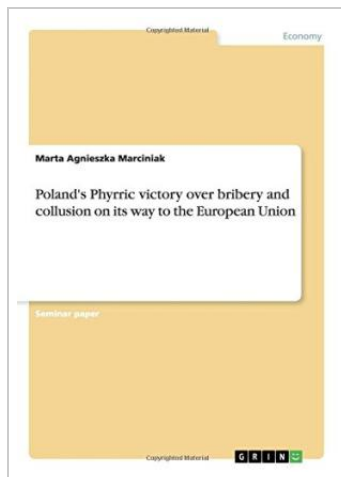 Copyrighted Material
Economy
Marta Agnieszka Marciniak
Poland's Phyrric victory over bribery and
collusion on its way to the European Union
Seminar paper
Copyrighted Material
GRIN